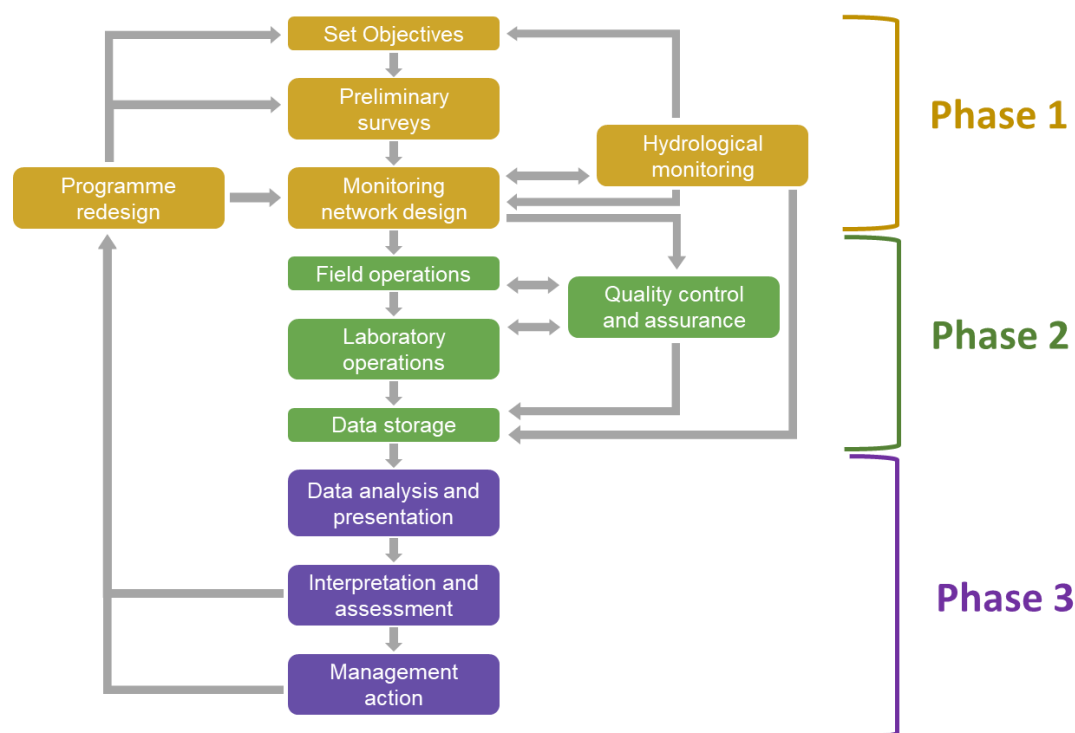 Set Objectives
Preliminary
surveys
Hydrological
monitoring
Phase 1
Programme
redesign
Monitoring
network design
Field operations
Quality control
and assurance
Phase 2
Laboratory
operations
Data storage
Data analysis and
presentation
Interpretation and
assessment
Phase 3
Management
action